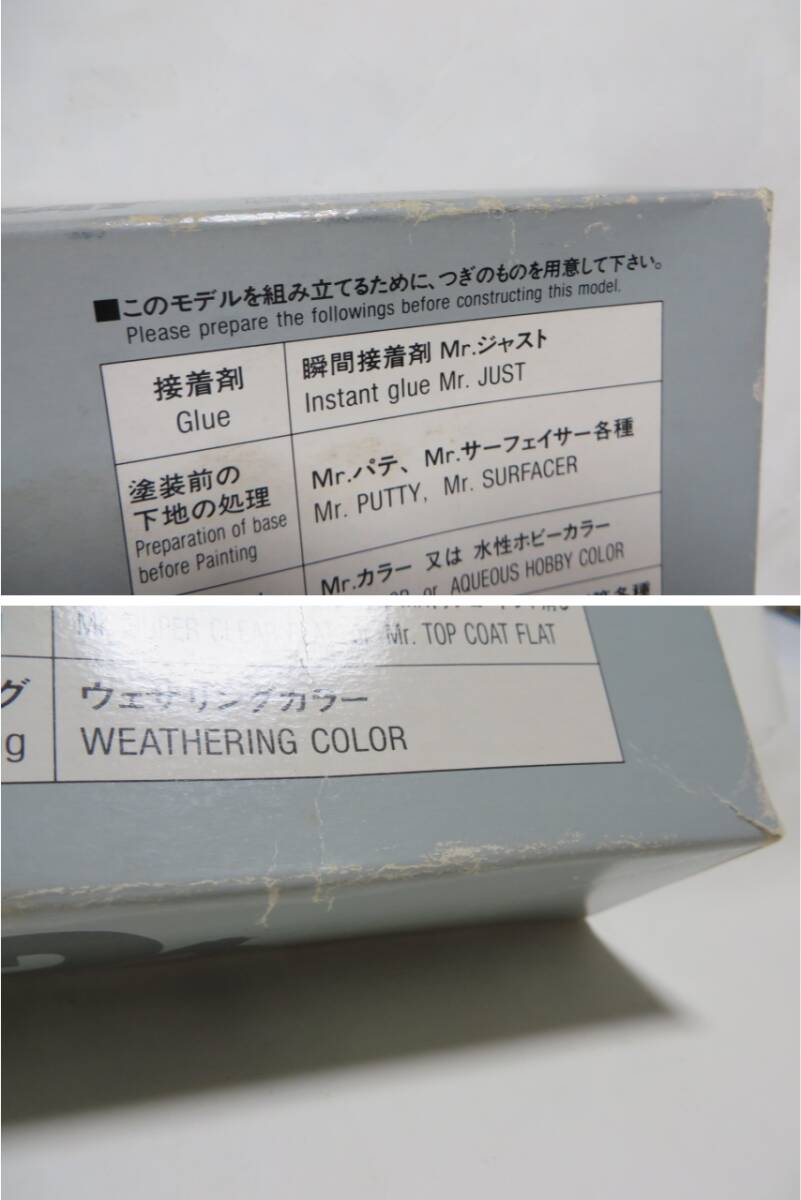 ■このモデルを組み立てるために、つぎのものを用意して下さい。
Please prepare the followings before constructing this model.
接着剤
Glue
瞬間接着剤 Mr.ジャスト
Instant glue Mr. JUST
塗装前の
下地の処理
Preparation of base
before Painting
Mr.パテ、Mr.サーフェイサー各種
Mr. PUTTY, Mr. SURFACER
Mr.カラー 又は 水性ホビーカラー
or AQUEOUS HOBBY COLOR
Mr. SUPER CLEAR FLAT or Mr. TOP COAT FLAT
グ
g
ウェザリングカラー
WEATHERING COLOR